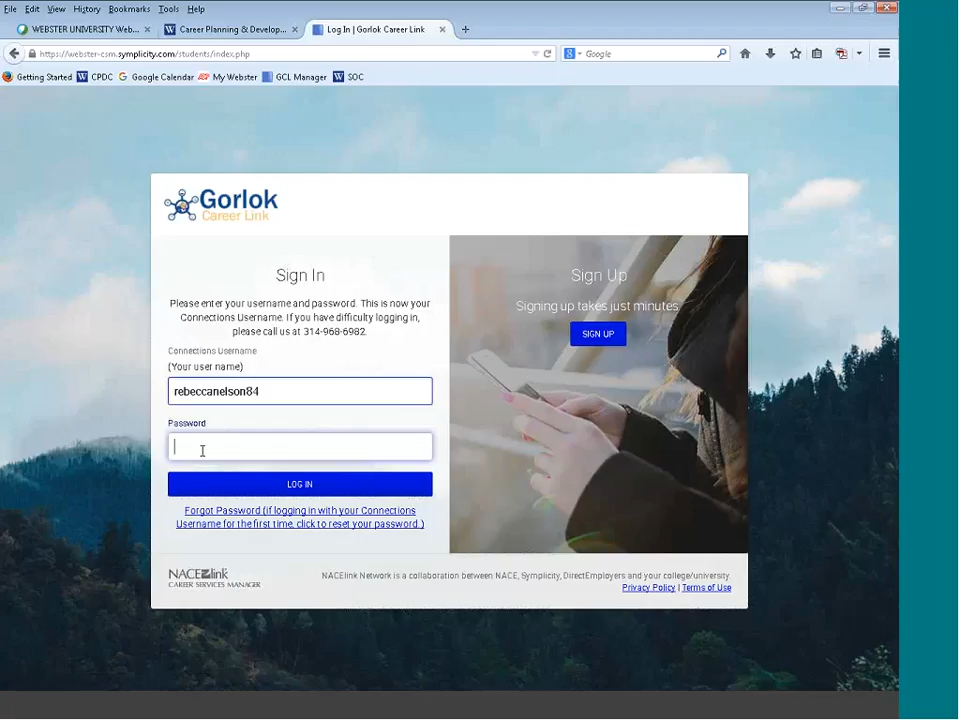 File Edit View History Bookmarks Tools Help
WEBSTER UNIVERSITY Web... Career Planning & Develop... Log In | Gorlok Career Link
https://webster-csm.symplicity.com/students/index.php Google
Getting Started CPDC Google Calendar My Webster GCL Manager SOC
Gorlok
Career Link
Sign In
Please enter your username and password. This is now your
Connections Username. If you have difficulty logging in,
please call us at 314-968-6982.
Connections Username
(Your user name)
rebeccanelson84
Password
LOG IN
Forgot Password (if logging in with your Connections
Username for the first time, click to reset your password.)
Sign Up
Signing up takes just minutes.
SIGN UP
NACElink
CAREER SERVICES MANAGER
NACElink Network is a collaboration between NACE, Symplicity, DirectEmployers and your college/university.
Privacy Policy | Terms of Use